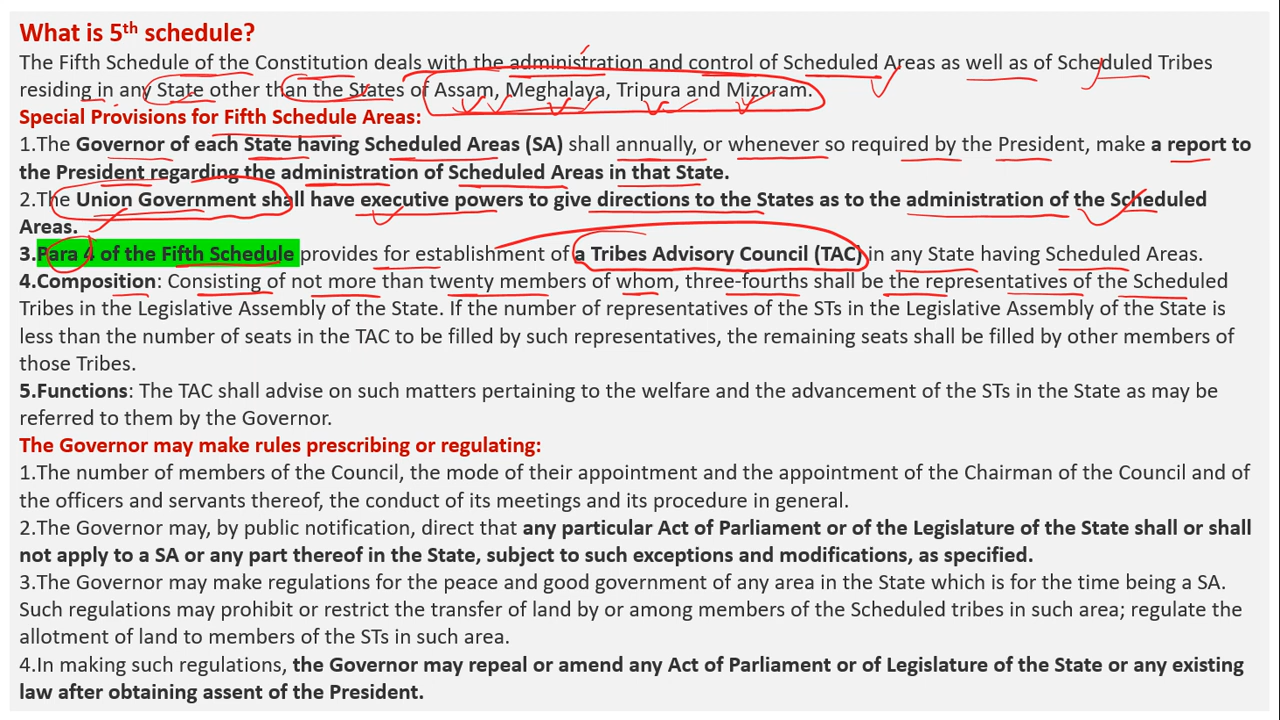 What is 5th schedule?
The Fifth Schedule of the Constitution deals with the administration and control of Scheduled Areas as well as of Scheduled Tribes
residing in any State other than the States of Assam, Meghalaya, Tripura and Mizoram.
Special Provisions for Fifth Schedule Areas:
1.The Governor of each State having Scheduled Areas (SA) shall annually, or whenever so required by the President, make a report to
the President regarding the administration of Scheduled Areas in that State.
2.The Union Government shall have executive powers to give directions to the States as to the administration of the Scheduled
Areas.
3.Para 4 of the Fifth Schedule provides for establishment of a Tribes Advisory Council (TAC) in any State having Scheduled Areas.
4.Composition: Consisting of not more than twenty members of whom, three-fourths shall be the representatives of the Scheduled
Tribes in the Legislative Assembly of the State. If the number of representatives of the STs in the Legislative Assembly of the State is
less than the number of seats in the TAC to be filled by such representatives, the remaining seats shall be filled by other members of
those Tribes.
5.Functions: The TAC shall advise on such matters pertaining to the welfare and the advancement of the STs in the State as may be
referred to them by the Governor.
The Governor may make rules prescribing or regulating:
1.The number of members of the Council, the mode of their appointment and the appointment of the Chairman of the Council and of
the officers and servants thereof, the conduct of its meetings and its procedure in general.
2.The Governor may, by public notification, direct that any particular Act of Parliament or of the Legislature of the State shall or shall
not apply to a SA or any part thereof in the State, subject to such exceptions and modifications, as specified.
3.The Governor may make regulations for the peace and good government of any area in the State which is for the time being a SA.
Such regulations may prohibit or restrict the transfer of land by or among members of the Scheduled tribes in such area; regulate the
allotment of land to members of the STs in such area.
4.In making such regulations, the Governor may repeal or amend any Act of Parliament or of Legislature of the State or any existing
law after obtaining assent of the President.